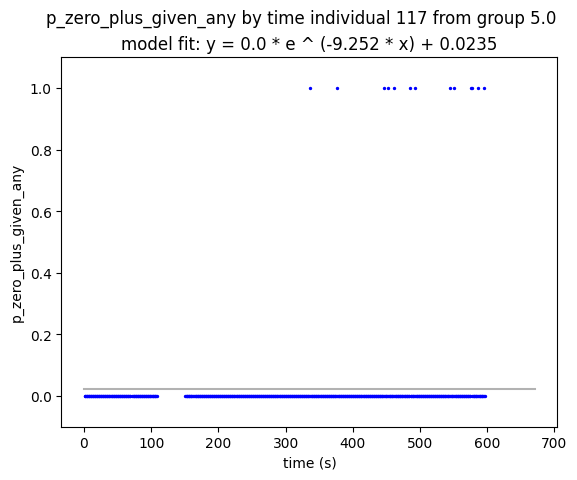 p_zero_plus_given_any by time individual 117 from group 5.0
model fit: y = 0.0 * e ^ (-9.252 * x) + 0.0235
1.0
0.8
0.6
0.4
0.2
0.0
p_zero_plus_given_any
0 100 200 300 400 500 600 700
time (s)